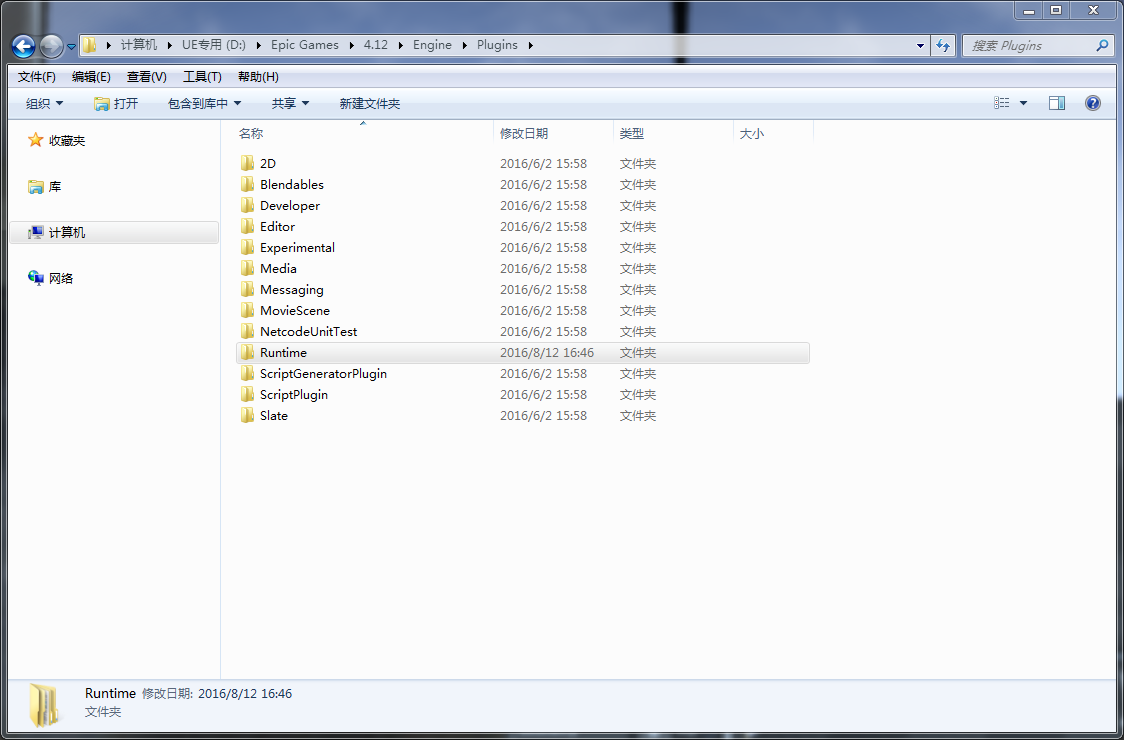 计算机 UE专用 (D:) Epic Games 4.12 Engine Plugins 搜索 Plugins
文件(F) 编辑(E) 查看(V) 工具(T) 帮助(H)
组织 打开 包含到库中 共享 新建文件夹
收藏夹
库
计算机
网络
名称 修改日期 类型 大小
2D 2016/6/2 15:58 文件夹
Blendables 2016/6/2 15:58 文件夹
Developer 2016/6/2 15:58 文件夹
Editor 2016/6/2 15:58 文件夹
Experimental 2016/6/2 15:58 文件夹
Media 2016/6/2 15:58 文件夹
Messaging 2016/6/2 15:58 文件夹
MovieScene 2016/6/2 15:58 文件夹
NetcodeUnitTest 2016/6/2 15:58 文件夹
Runtime 2016/8/12 16:46 文件夹
ScriptGeneratorPlugin 2016/6/2 15:58 文件夹
ScriptPlugin 2016/6/2 15:58 文件夹
Slate 2016/6/2 15:58 文件夹
Runtime 修改日期: 2016/8/12 16:46
文件夹